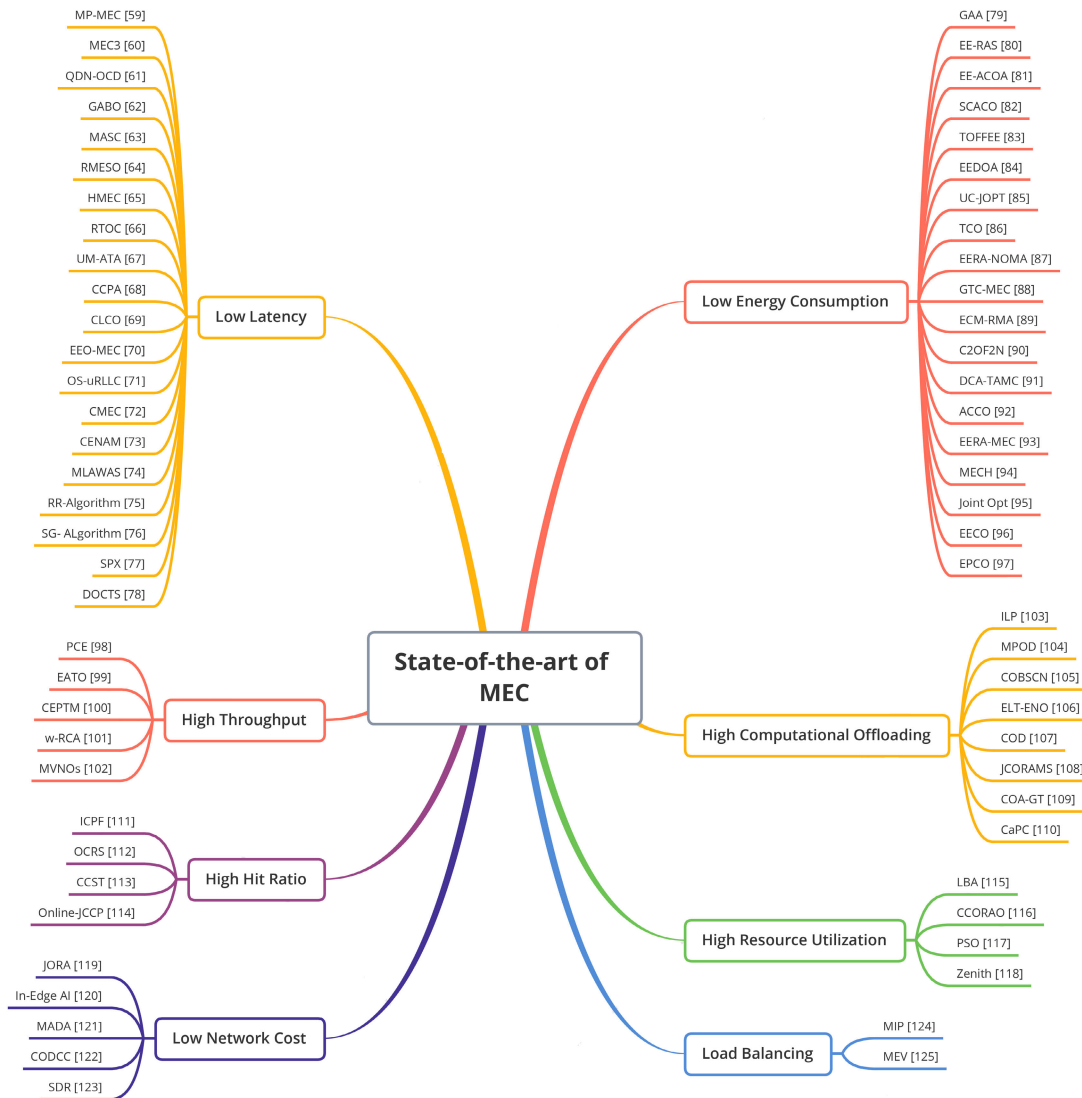 MP-MEC [59]
MEC3 [60]
QDN-OCD [61]
GABO [62]
MASC [63]
RMESO [64]
HMEC [65]
RTOC [66]
UM-ATA [67]
CCPA [68]
CLCO [69]
EEO-MEC [70]
OS-uRLLC [71]
CMEC [72]
CENAM [73]
MLAWAS [74]
RR-Algorithm [75]
SG- ALgorithm [76]
SPX [77]
DOCTS [78]
Low Latency
GAA [79]
EE-RAS [80]
EE-ACOA [81]
SCACO [82]
TOFFEE [83]
EEDOA [84]
UC-JOPT [85]
TCO [86]
EERA-NOMA [87]
GTC-MEC [88]
ECM-RMA [89]
C2OF2N [90]
DCA-TAMC [91]
ACCO [92]
EERA-MEC [93]
MECH [94]
Joint Opt [95]
EECO [96]
EPCO [97]
Low Energy Consumption
State-of-the-art of
MEC
PCE [98]
EATO [99]
CEPTM [100]
w-RCA [101]
MVNOs [102]
High Throughput
ILP [103]
MPOD [104]
COBSCN [105]
ELT-ENO [106]
COD [107]
JCORAMS [108]
COA-GT [109]
CaPC [110]
High Computational Offloading
ICPF [111]
OCRS [112]
CCST [113]
Online-JCCP [114]
High Hit Ratio
LBA [115]
CCORAO [116]
PSO [117]
Zenith [118]
High Resource Utilization
JORA [119]
In-Edge AI [120]
MADA [121]
CODCC [122]
SDR [123]
Low Network Cost
MIP [124]
MEV [125]
Load Balancing